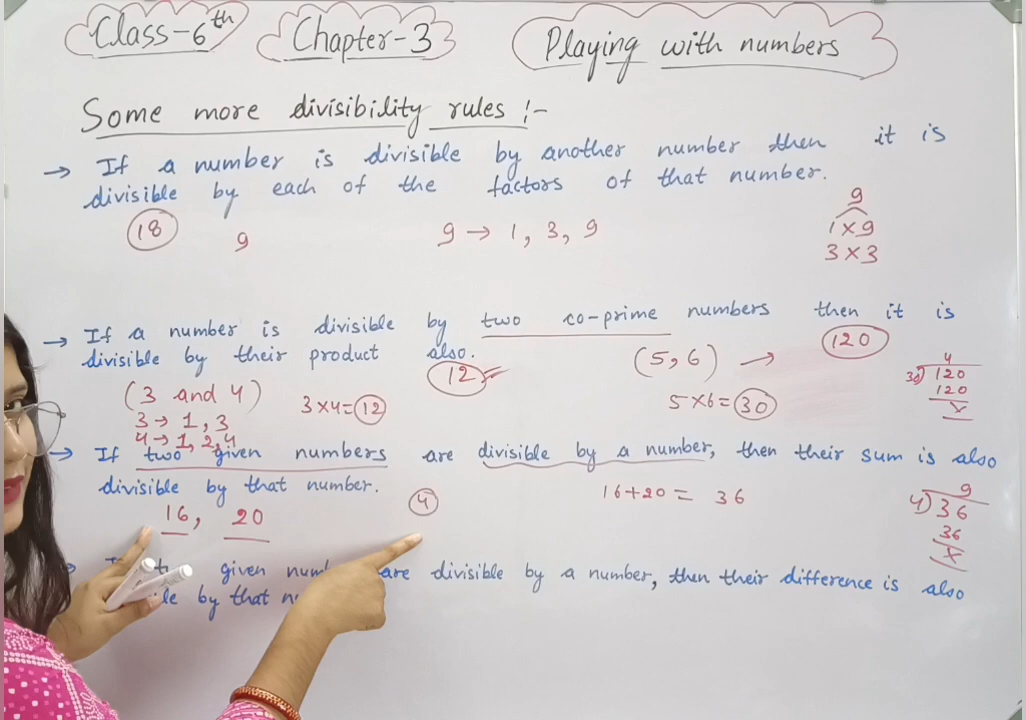 Class-6th Chapter-3 Playing with numbers
Some more divisibility rules :-
→ If a number is divisible by another number then it is
divisible by each of the factors of that number.
18 9 9 → 1, 3, 9
9
1 × 9
3 × 3
→ If a number is divisible by two co-prime numbers then it is
divisible by their product also.
12 (5, 6) → 120
(3 and 4) 3×4=12 5×6=30
3 → 1, 3
4 → 1, 2, 4
4
30)120
120
x
→ If two given numbers are divisible by a number, then their sum is also
divisible by that number.
16, 20 4 16+20 = 36
9
4)36
36
x
given are divisible by a number, then their difference is also
by that